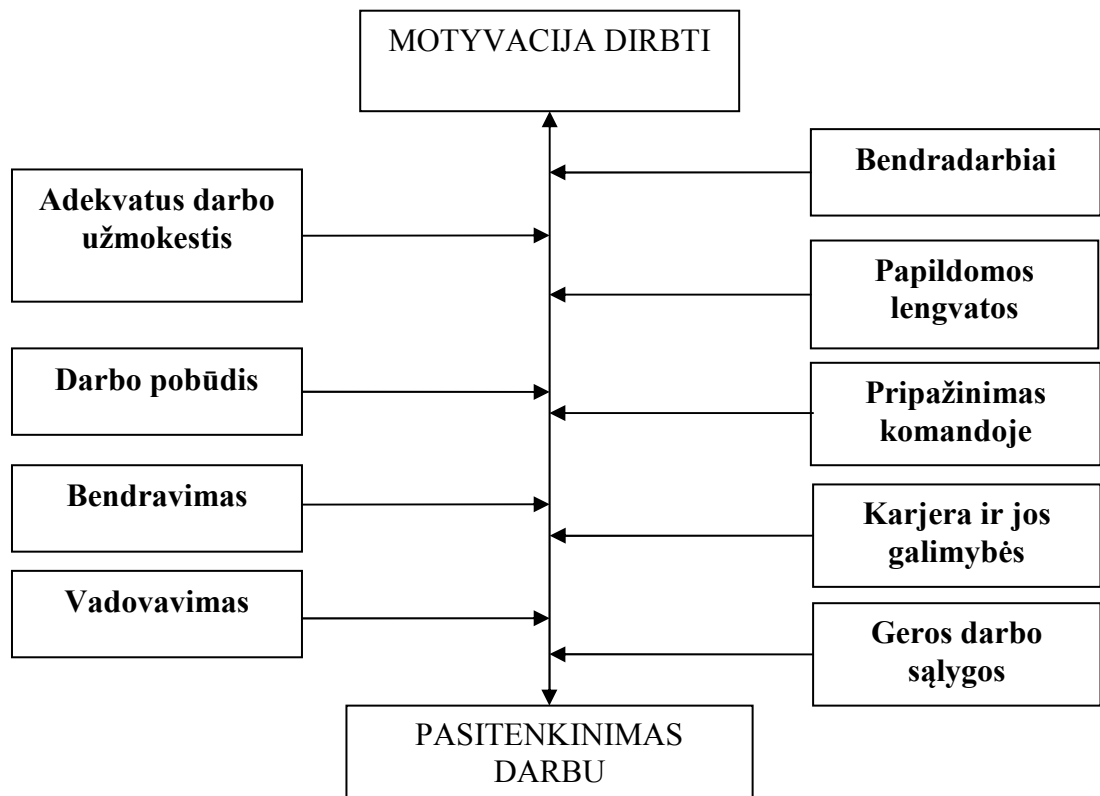 MOTYVACIJA DIRBTI
Bendradarbiai
Adekvatus darbo
užmokestis
Papildomos
lengvatos
Darbo pobūdis
Pripažinimas
komandoje
Bendravimas
Karjera ir jos
galimybės
Vadovavimas
Geros darbo
sąlygos
PASITENKINIMAS
DARBU